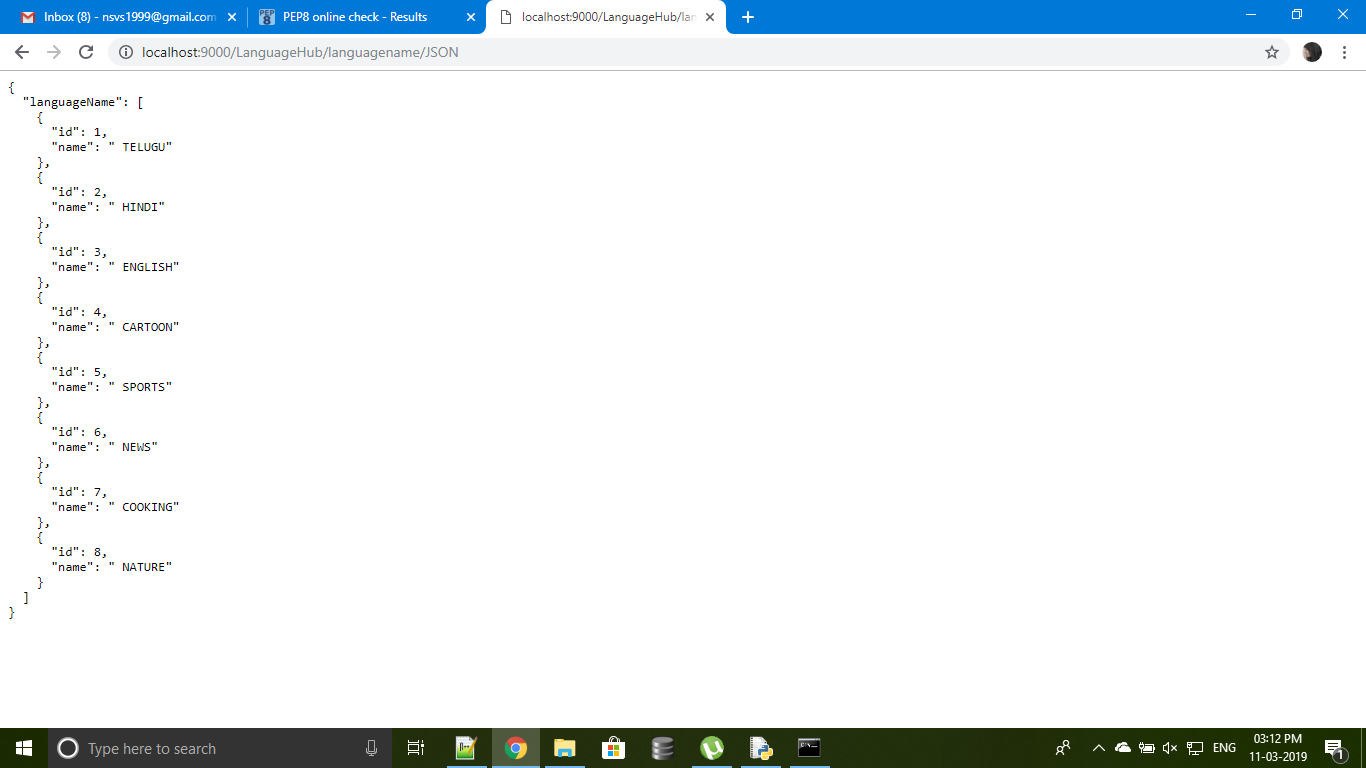 Inbox (8) - nsvs1999@gmail.com
PEP8 online check - Results
localhost:9000/LanguageHub/lan
localhost:9000/LanguageHub/languagename/JSON
{
  "languageName": [
    {
      "id": 1,
      "name": " TELUGU"
    },
    {
      "id": 2,
      "name": " HINDI"
    },
    {
      "id": 3,
      "name": " ENGLISH"
    },
    {
      "id": 4,
      "name": " CARTOON"
    },
    {
      "id": 5,
      "name": " SPORTS"
    },
    {
      "id": 6,
      "name": " NEWS"
    },
    {
      "id": 7,
      "name": " COOKING"
    },
    {
      "id": 8,
      "name": " NATURE"
    }
  ]
}
Type here to search
ENG
03:12 PM
11-03-2019
1